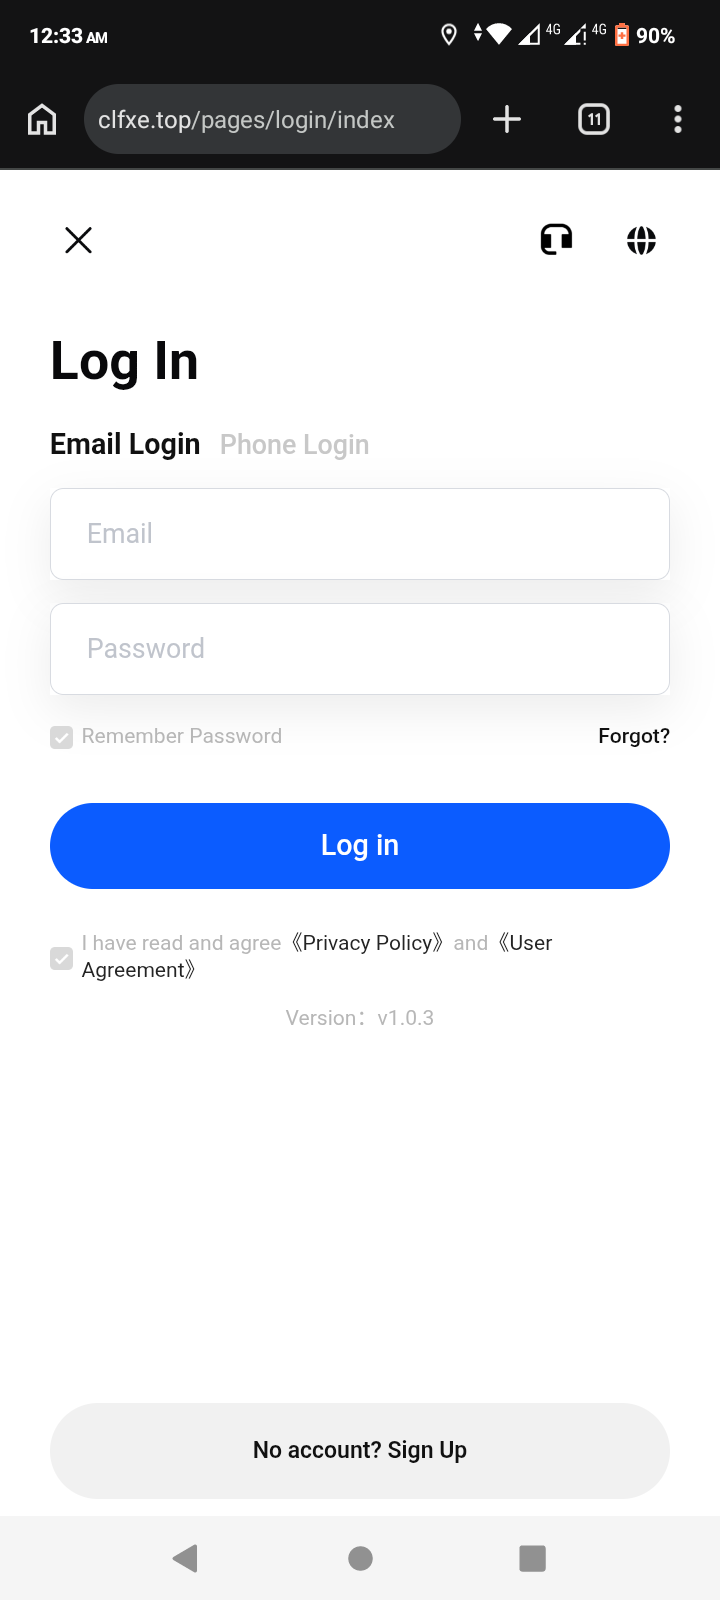 12:33 AM 4G 4G 90%
clfxe.top/pages/login/index 11
Log In
Email Login Phone Login
Email
Password
Remember Password Forgot?
Log in
I have read and agree《Privacy Policy》and《User
Agreement》
Version：v1.0.3
No account? Sign Up